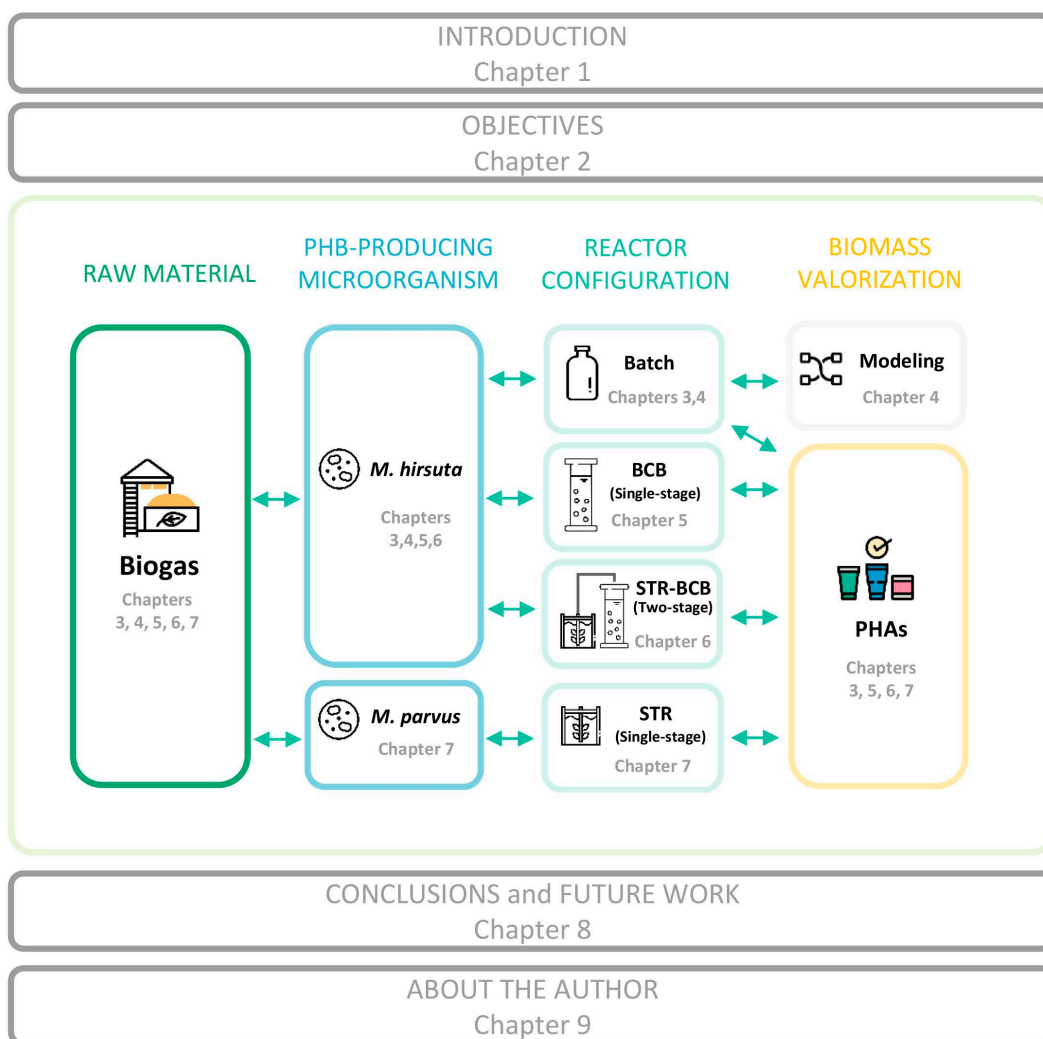 INTRODUCTION
Chapter 1
OBJECTIVES
Chapter 2
RAW MATERIAL
PHB-PRODUCING
MICROORGANISM
REACTOR
CONFIGURATION
BIOMASS
VALORIZATION
Biogas
Chapters
3, 4, 5, 6, 7
M. hirsuta
Chapters
3,4,5,6
M. parvus
Chapter 7
Batch
Chapters 3,4
BCB
(Single-stage)
Chapter 5
STR-BCB
(Two-stage)
Chapter 6
STR
(Single-stage)
Chapter 7
Modeling
Chapter 4
PHAs
Chapters
3, 5, 6, 7
CONCLUSIONS and FUTURE WORK
Chapter 8
ABOUT THE AUTHOR
Chapter 9